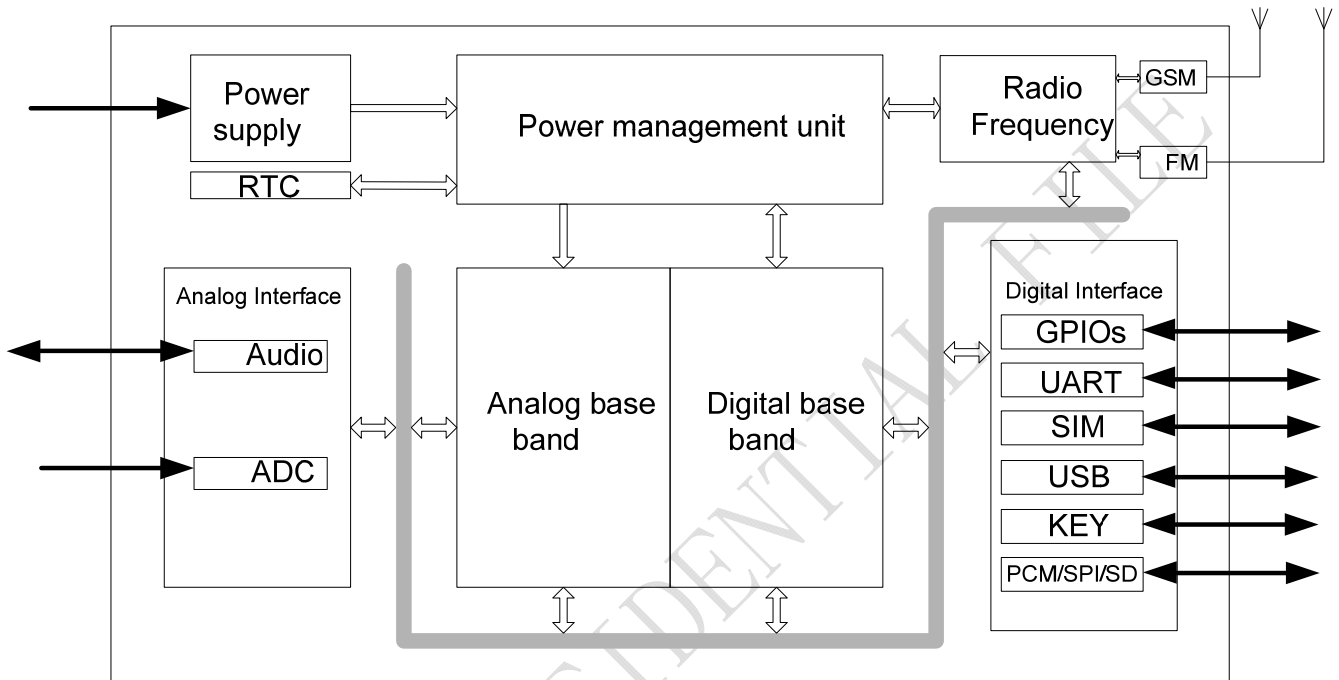 Power
supply
RTC
Power management unit
Radio
Frequency
GSM
FM
Analog Interface
Audio
ADC
Analog base
band
Digital base
band
Digital Interface
GPIOs
UART
SIM
USB
KEY
PCM/SPI/SD